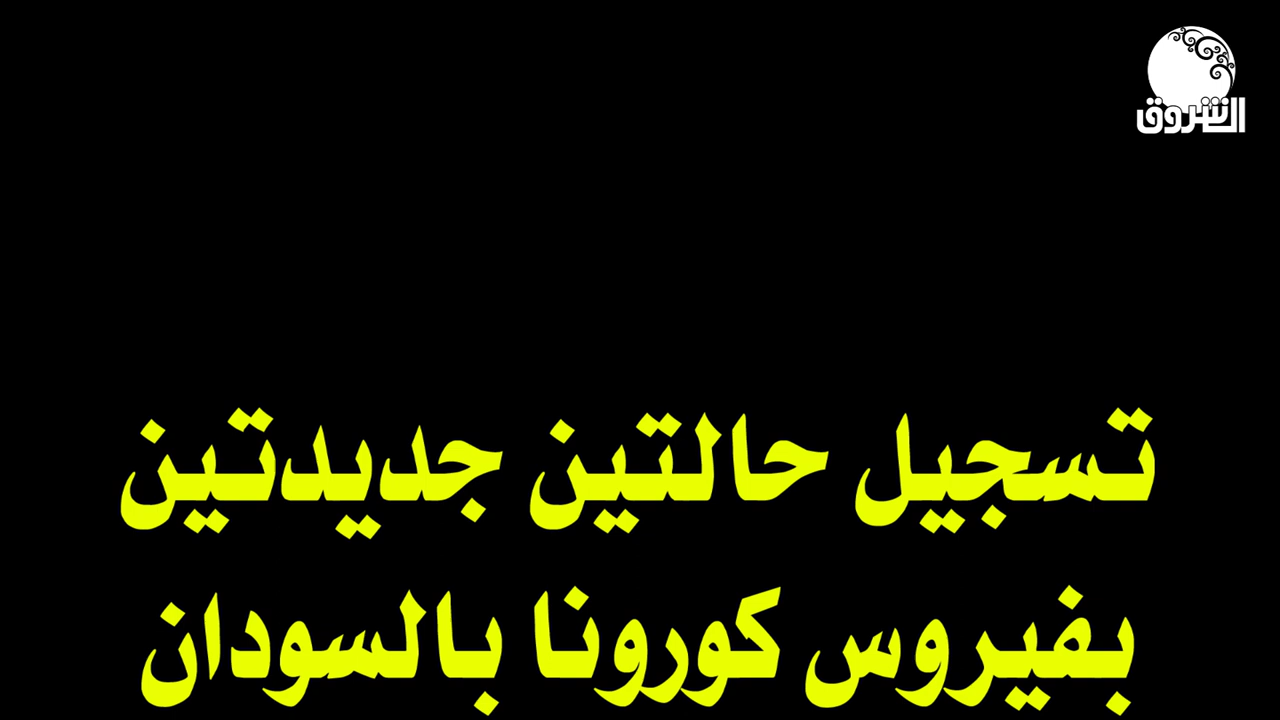 الشروق
تسجيل حالتين جديدتين
بفيروس كورونا بالسودان